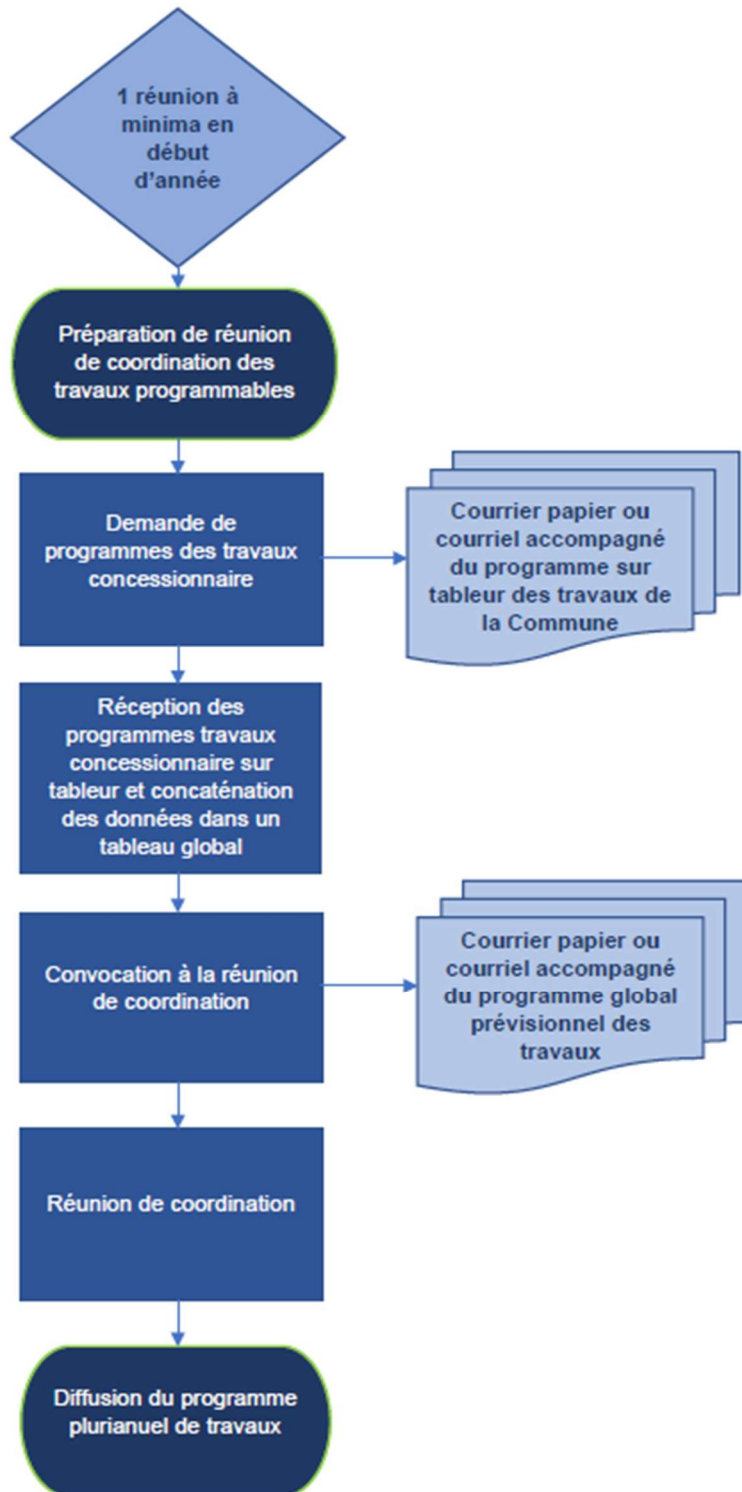 1 réunion à
minima en
début
d'année
Préparation de réunion
de coordination des
travaux programmables
Demande de
programmes des travaux
concessionnaire
Courrier papier ou
courriel accompagné
du programme sur
tableur des travaux de
la Commune
Réception des
programmes travaux
concessionnaire sur
tableur et concaténation
des données dans un
tableau global
Convocation à la réunion
de coordination
Courrier papier ou
courriel accompagné
du programme global
prévisionnel des
travaux
Réunion de coordination
Diffusion du programme
plurianuel de travaux